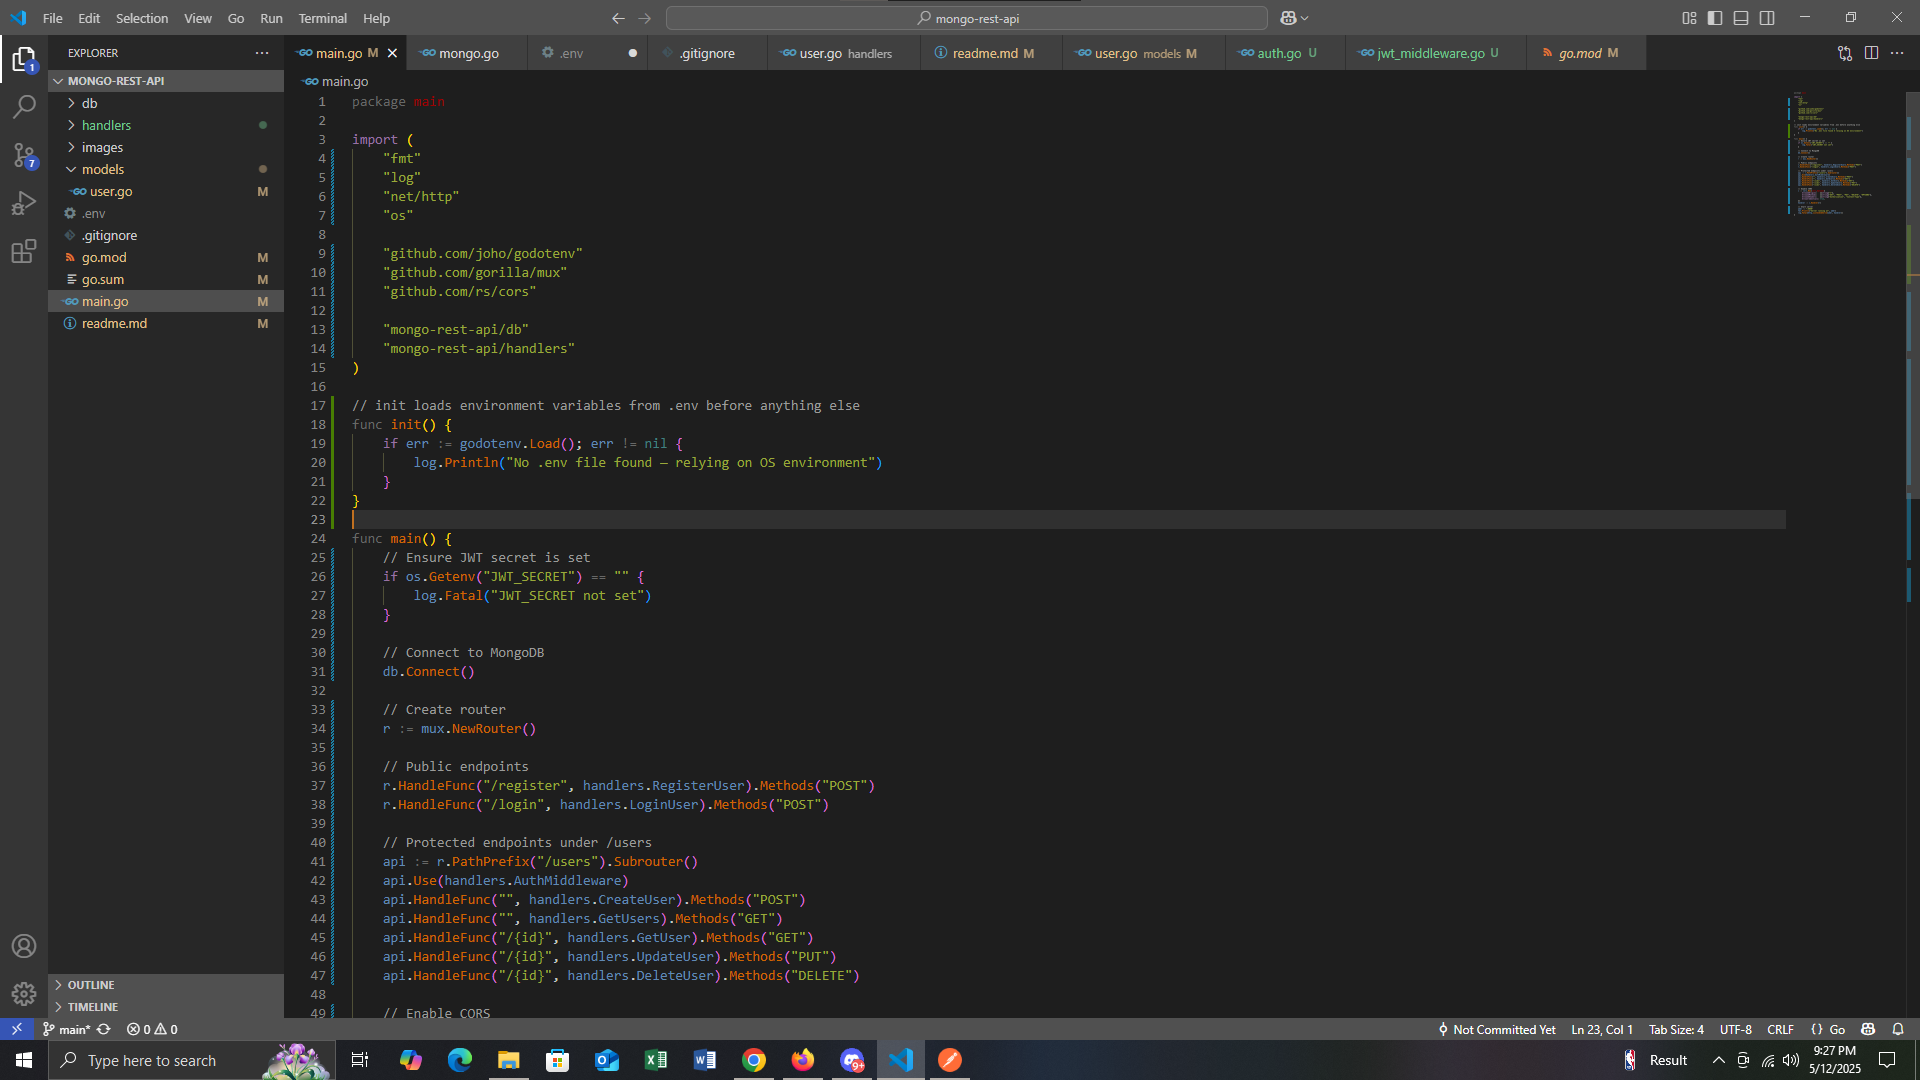 File Edit Selection View Go Run Terminal Help
mongo-rest-api
EXPLORER
MONGO-REST-API
db
handlers
images
models
user.go M
.env
.gitignore
go.mod M
go.sum M
main.go M
readme.md M
OUTLINE
TIMELINE
1
7
main.go M
mongo.go
.env
.gitignore
user.go handlers
readme.md M
user.go models M
auth.go U
jwt_middleware.go U
go.mod M
main.go
1 package main
2
3 import (
4 "fmt"
5 "log"
6 "net/http"
7 "os"
8
9 "github.com/joho/godotenv"
10 "github.com/gorilla/mux"
11 "github.com/rs/cors"
12
13 "mongo-rest-api/db"
14 "mongo-rest-api/handlers"
15 )
16
17 // init loads environment variables from .env before anything else
18 func init() {
19 if err := godotenv.Load(); err != nil {
20 log.Println("No .env file found — relying on OS environment")
21 }
22 }
23
24 func main() {
25 // Ensure JWT secret is set
26 if os.Getenv("JWT_SECRET") == "" {
27 log.Fatal("JWT_SECRET not set")
28 }
29
30 // Connect to MongoDB
31 db.Connect()
32
33 // Create router
34 r := mux.NewRouter()
35
36 // Public endpoints
37 r.HandleFunc("/register", handlers.RegisterUser).Methods("POST")
38 r.HandleFunc("/login", handlers.LoginUser).Methods("POST")
39
40 // Protected endpoints under /users
41 api := r.PathPrefix("/users").Subrouter()
42 api.Use(handlers.AuthMiddleware)
43 api.HandleFunc("", handlers.CreateUser).Methods("POST")
44 api.HandleFunc("", handlers.GetUsers).Methods("GET")
45 api.HandleFunc("/{id}", handlers.GetUser).Methods("GET")
46 api.HandleFunc("/{id}", handlers.UpdateUser).Methods("PUT")
47 api.HandleFunc("/{id}", handlers.DeleteUser).Methods("DELETE")
48
49 // Enable CORS
main* 0 0
Not Committed Yet Ln 23, Col 1 Tab Size: 4 UTF-8 CRLF {} Go
Type here to search
9+
Result
9:27 PM
5/12/2025